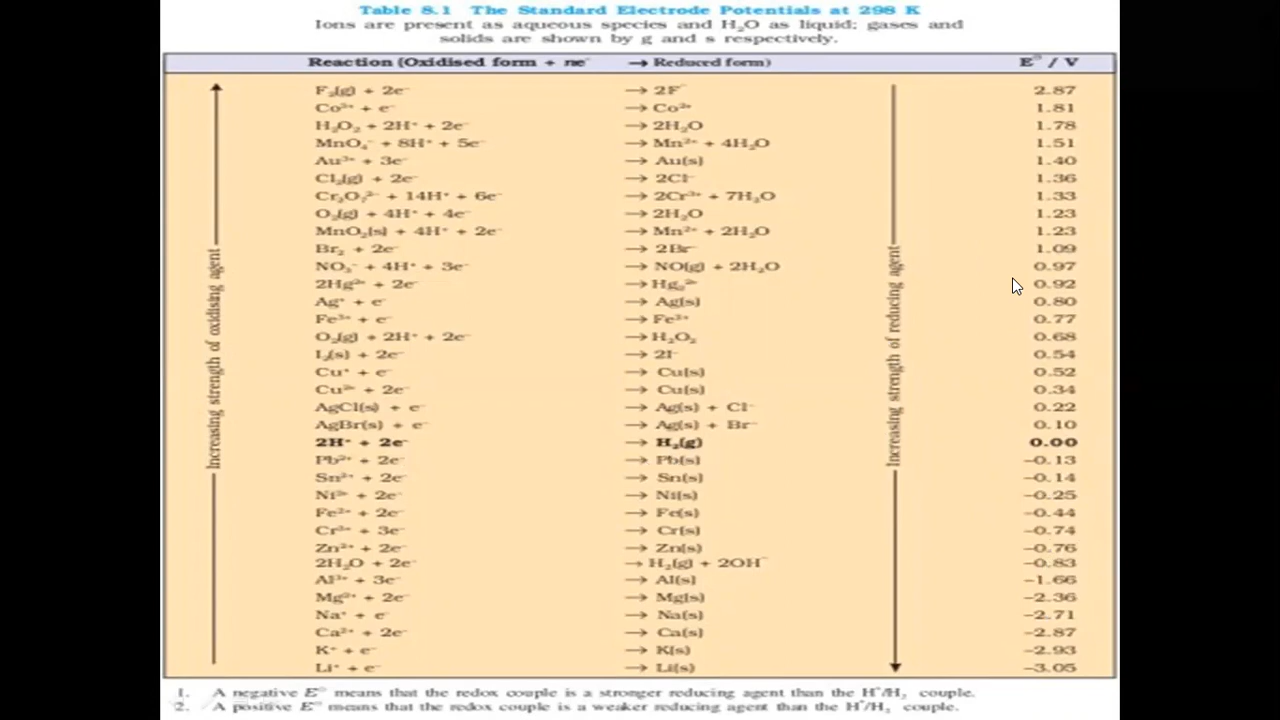 Table 8.1 The Standard Electrode Potentials at 298 K
Ions are present as aqueous species and H₂O as liquid; gases and
solids are shown by g and s respectively.
Reaction (Oxidised form + ne⁻ → Reduced form) E⊖ / V
F₂(g) + 2e⁻ → 2F⁻ 2.87
Co³⁺ + e⁻ → Co²⁺ 1.81
H₂O₂ + 2H⁺ + 2e⁻ → 2H₂O 1.78
MnO₄⁻ + 8H⁺ + 5e⁻ → Mn²⁺ + 4H₂O 1.51
Au³⁺ + 3e⁻ → Au(s) 1.40
Cl₂(g) + 2e⁻ → 2Cl⁻ 1.36
Cr₂O₇²⁻ + 14H⁺ + 6e⁻ → 2Cr³⁺ + 7H₂O 1.33
O₂(g) + 4H⁺ + 4e⁻ → 2H₂O 1.23
MnO₂(s) + 4H⁺ + 2e⁻ → Mn²⁺ + 2H₂O 1.23
Br₂ + 2e⁻ → 2Br⁻ 1.09
NO₃⁻ + 4H⁺ + 3e⁻ → NO(g) + 2H₂O 0.97
2Hg²⁺ + 2e⁻ → Hg₂²⁺ 0.92
Ag⁺ + e⁻ → Ag(s) 0.80
Fe³⁺ + e⁻ → Fe²⁺ 0.77
O₂(g) + 2H⁺ + 2e⁻ → H₂O₂ 0.68
I₂(s) + 2e⁻ → 2I⁻ 0.54
Cu⁺ + e⁻ → Cu(s) 0.52
Cu²⁺ + 2e⁻ → Cu(s) 0.34
AgCl(s) + e⁻ → Ag(s) + Cl⁻ 0.22
AgBr(s) + e⁻ → Ag(s) + Br⁻ 0.10
2H⁺ + 2e⁻ → H₂(g) 0.00
Pb²⁺ + 2e⁻ → Pb(s) –0.13
Sn²⁺ + 2e⁻ → Sn(s) –0.14
Ni²⁺ + 2e⁻ → Ni(s) –0.25
Fe²⁺ + 2e⁻ → Fe(s) –0.44
Cr³⁺ + 3e⁻ → Cr(s) –0.74
Zn²⁺ + 2e⁻ → Zn(s) –0.76
2H₂O + 2e⁻ → H₂(g) + 2OH⁻ –0.83
Al³⁺ + 3e⁻ → Al(s) –1.66
Mg²⁺ + 2e⁻ → Mg(s) –2.36
Na⁺ + e⁻ → Na(s) –2.71
Ca²⁺ + 2e⁻ → Ca(s) –2.87
K⁺ + e⁻ → K(s) –2.93
Li⁺ + e⁻ → Li(s) –3.05
Increasing strength of oxidising agent
Increasing strength of reducing agent
1. A negative E⊖ means that the redox couple is a stronger reducing agent than the H⁺/H₂ couple.
2. A positive E⊖ means that the redox couple is a weaker reducing agent than the H⁺/H₂ couple.